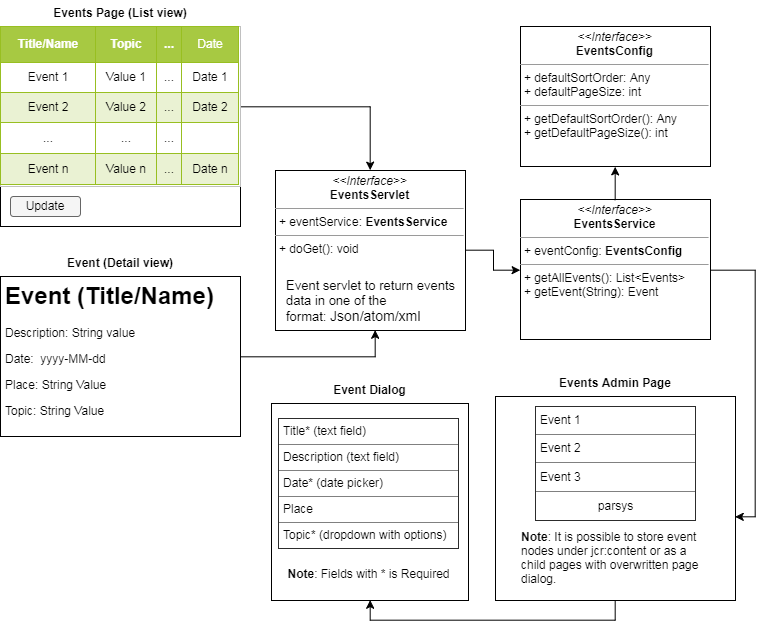 Events Page (List view)
Title/Name Topic ... Date
Event 1 Value 1 ... Date 1
Event 2 Value 2 ... Date 2
... ... ...
Event n Value n ... Date n
Update
Event (Detail view)
Event (Title/Name)
Description: String value
Date: yyyy-MM-dd
Place: String Value
Topic: String Value
<<Interface>>
EventsServlet
+ eventService: EventsService
+ doGet(): void
Event servlet to return events
data in one of the
format: Json/atom/xml
<<Interface>>
EventsConfig
+ defaultSortOrder: Any
+ defaultPageSize: int
+ getDefaultSortOrder(): Any
+ getDefaultPageSize(): int
<<Interface>>
EventsService
+ eventConfig: EventsConfig
+ getAllEvents(): List<Events>
+ getEvent(String): Event
Event Dialog
Title* (text field)
Description (text field)
Date* (date picker)
Place
Topic* (dropdown with options)
Note: Fields with * is Required
Events Admin Page
Event 1
Event 2
Event 3
parsys
Note: It is possible to store event
nodes under jcr:content or as a
child pages with overwritten page
dialog.